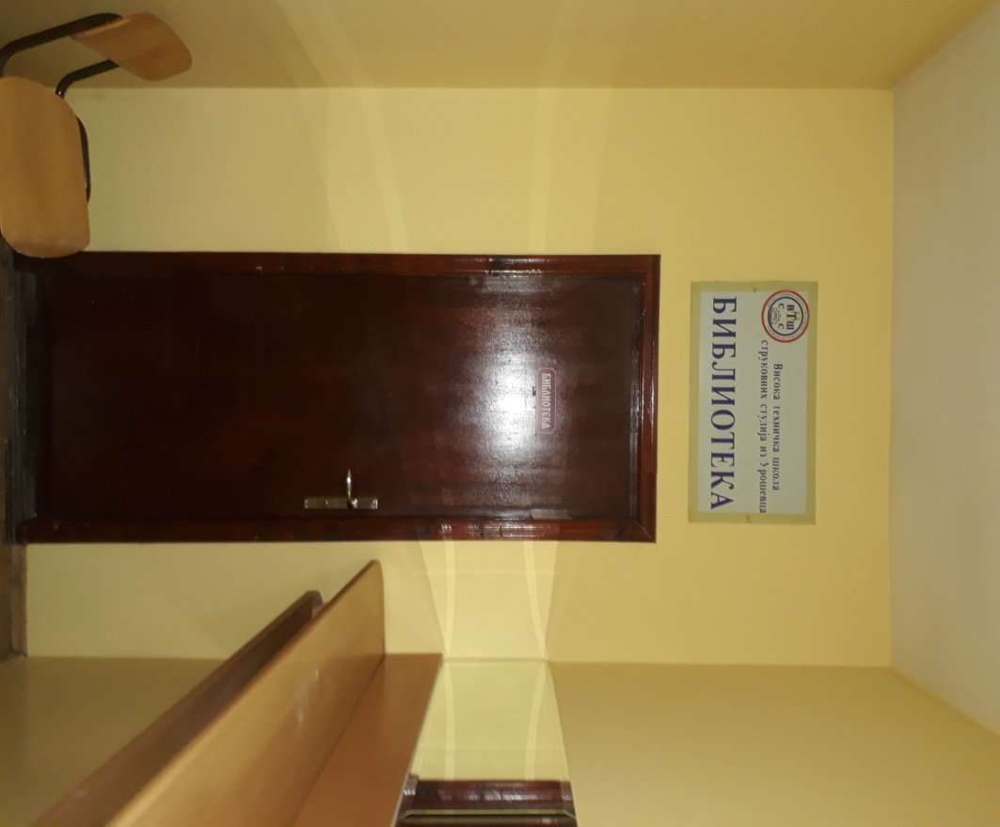 ВТШ
С С
Висока техничка школа
струковних студија из Урошевца
БИБЛИОТЕКА
БИБЛИОТЕКА